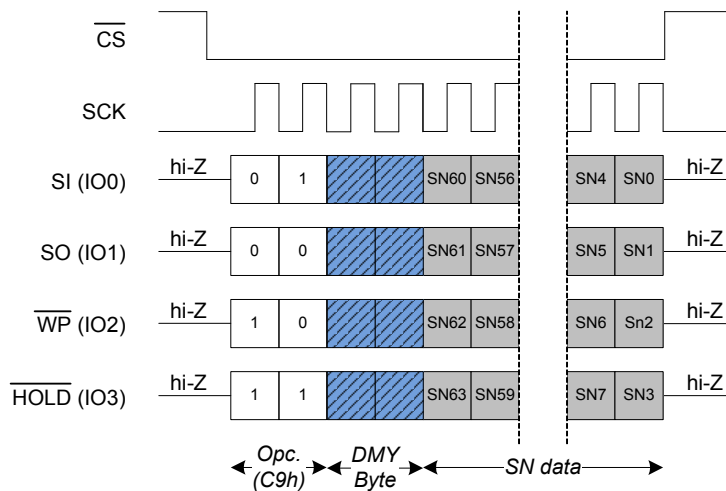 CS
SCK
SI (IO0) hi-Z 0 1 SN60 SN56 SN4 SN0 hi-Z
SO (IO1) hi-Z 0 0 SN61 SN57 SN5 SN1 hi-Z
WP (IO2) hi-Z 1 0 SN62 SN58 SN6 Sn2 hi-Z
HOLD (IO3) hi-Z 1 1 SN63 SN59 SN7 SN3 hi-Z
Opc. DMY SN data
(C9h) Byte